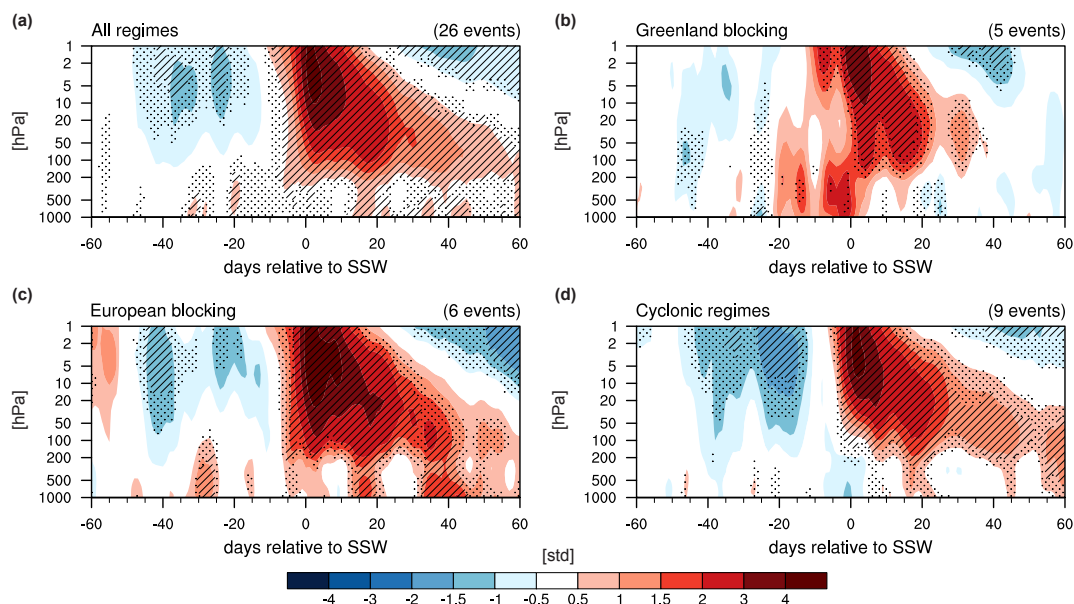 (a)
All regimes (26 events)
1
2
5
10
20
50
100
200
500
1000
[hPa]
-60 -40 -20 0 20 40 60
days relative to SSW
(b)
Greenland blocking (5 events)
1
2
5
10
20
50
100
200
500
1000
[hPa]
-60 -40 -20 0 20 40 60
days relative to SSW
(c)
European blocking (6 events)
1
2
5
10
20
50
100
200
500
1000
[hPa]
-60 -40 -20 0 20 40 60
days relative to SSW
(d)
Cyclonic regimes (9 events)
1
2
5
10
20
50
100
200
500
1000
[hPa]
-60 -40 -20 0 20 40 60
days relative to SSW
[std]
-4 -3 -2 -1.5 -1 -0.5 0.5 1 1.5 2 3 4